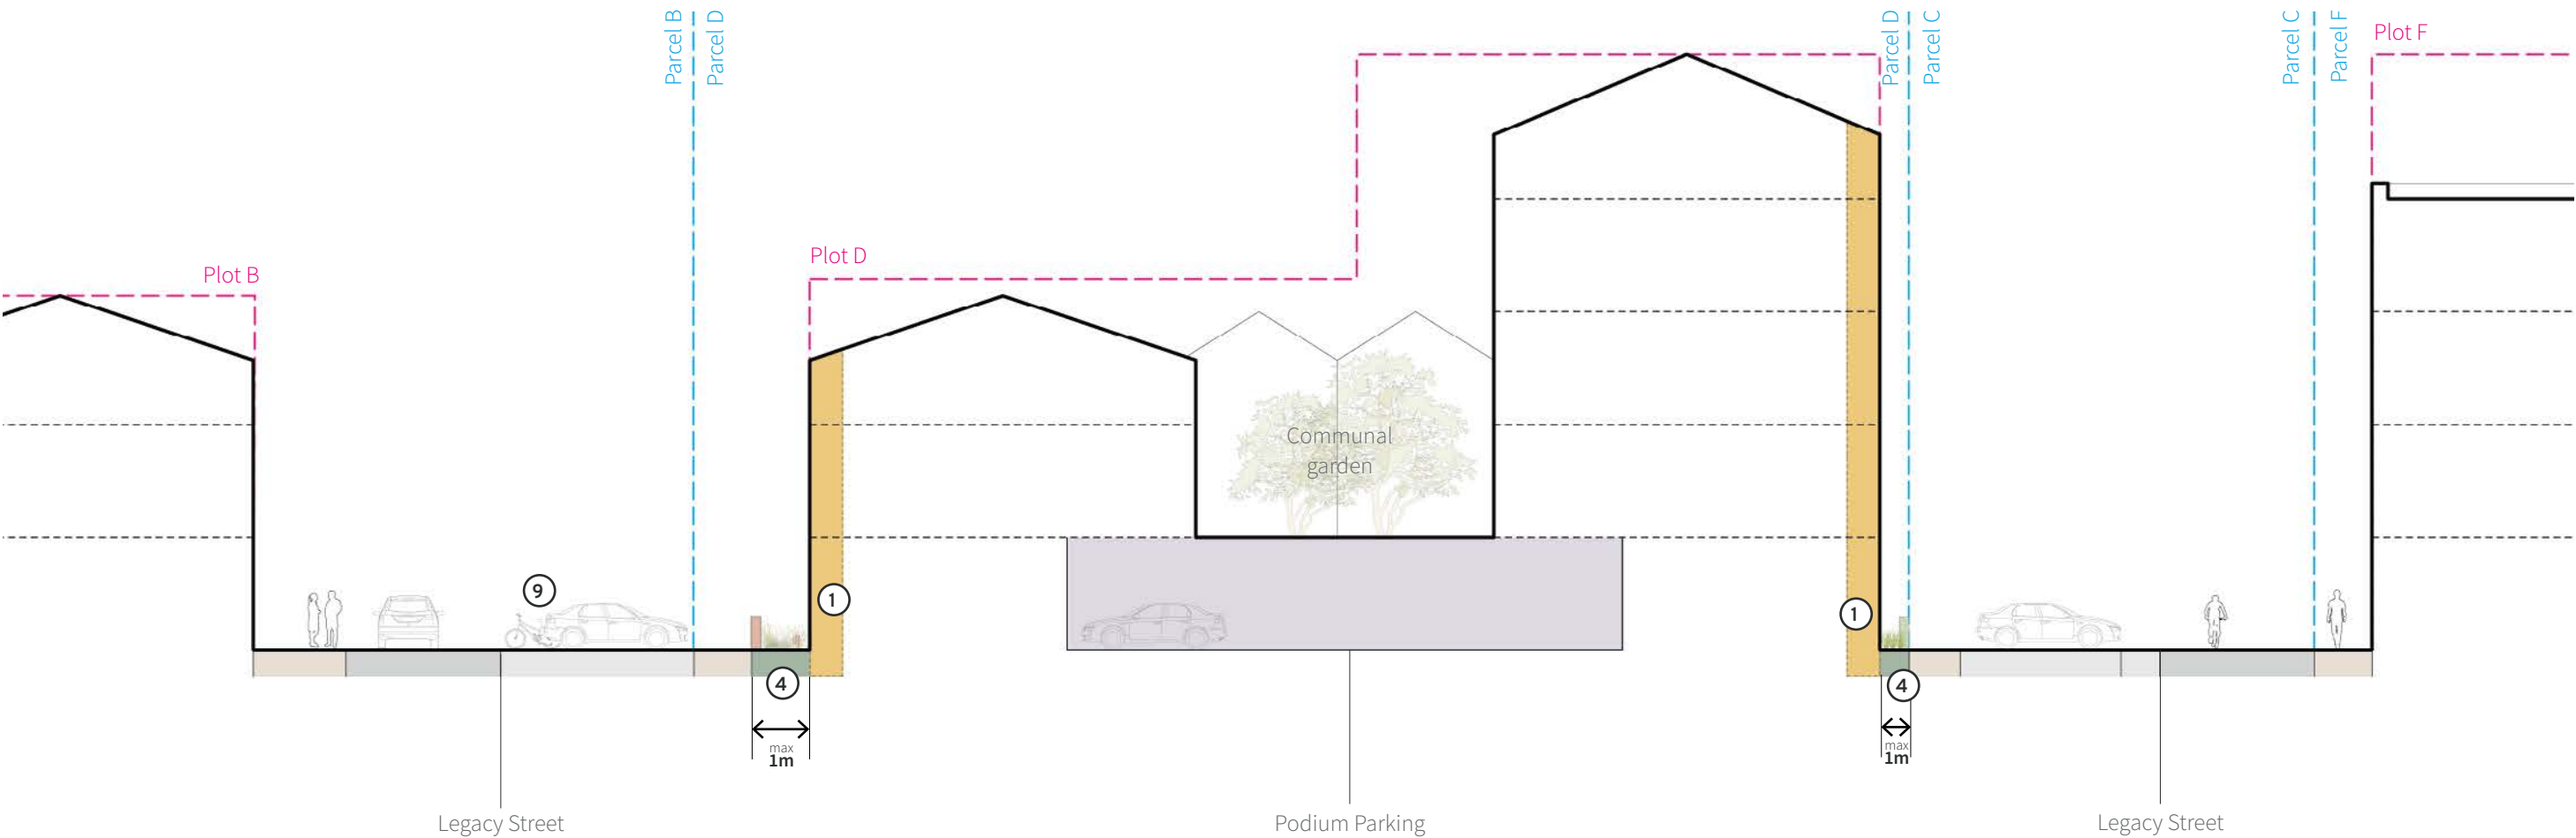 Parcel B
Parcel D
Parcel D
Parcel C
Parcel C
Parcel F
Plot F
Plot B
Plot D
Communal
garden
9
1
1
4
4
max
1m
max
1m
Legacy Street
Podium Parking
Legacy Street